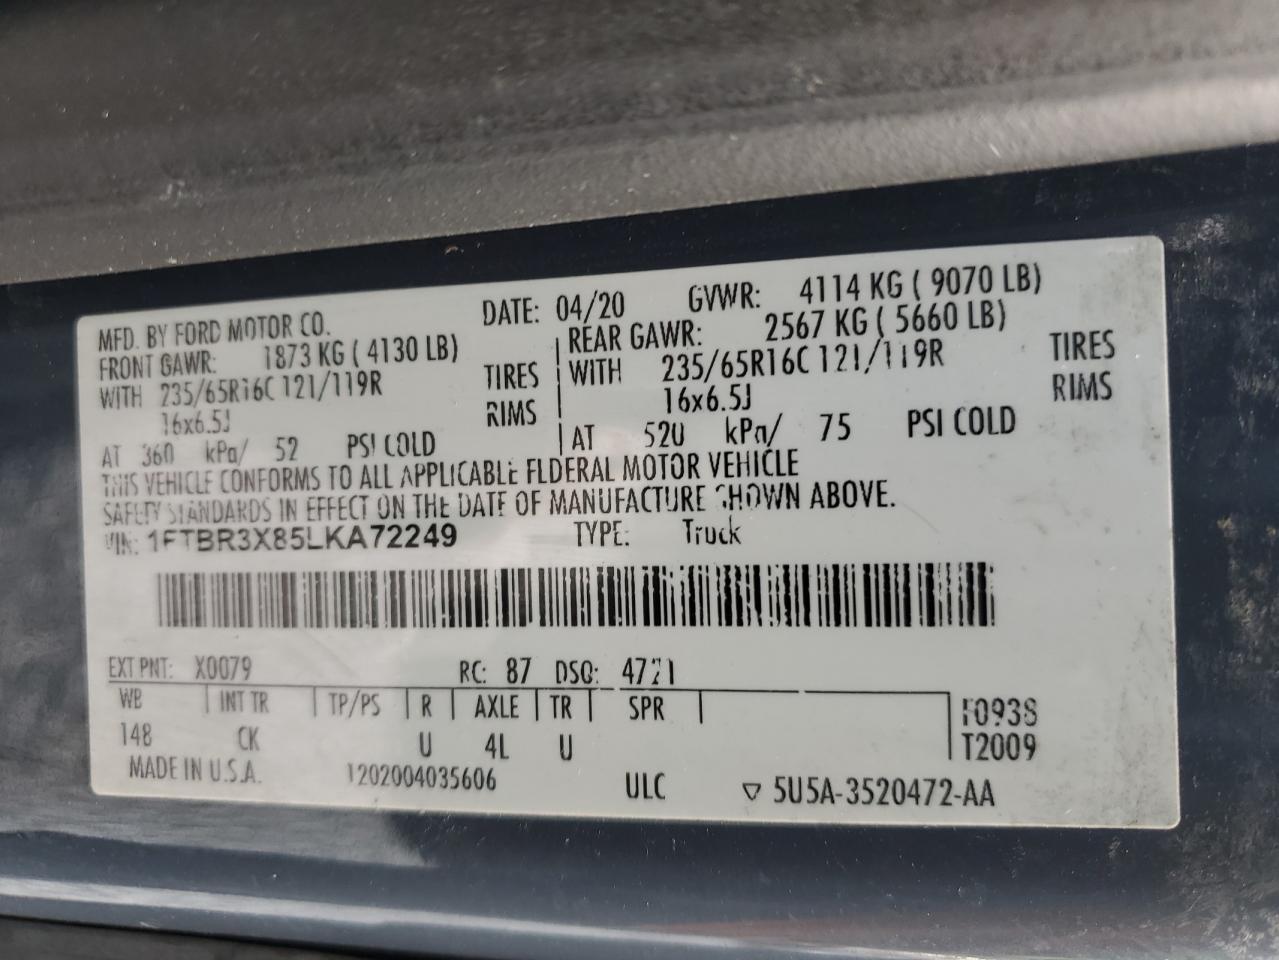 MFD. BY FORD MOTOR CO. DATE: 04/20 GVWR: 4114 KG ( 9070 LB)
FRONT GAWR: 1873 KG ( 4130 LB) REAR GAWR: 2567 KG ( 5660 LB)
WITH 235/65R16C 121/119R TIRES WITH 235/65R16C 121/119R TIRES
16x6.5J RIMS 16x6.5J RIMS
AT 360 kPa/ 52 PSI COLD AT 520 kPa/ 75 PSI COLD
THIS VEHICLE CONFORMS TO ALL APPLICABLE FEDERAL MOTOR VEHICLE
SAFETY STANDARDS IN EFFECT ON THE DATE OF MANUFACTURE SHOWN ABOVE.
VIN: 1FTBR3X85LKA72249 TYPE: Truck
EXT PNT: X0079 RC: 87 DSO: 4721
WB INT TR TP/PS R AXLE TR SPR F0938
148 CK U 4L U T2009
MADE IN U.S.A. 1202004035606 ULC ▽ 5U5A-3520472-AA